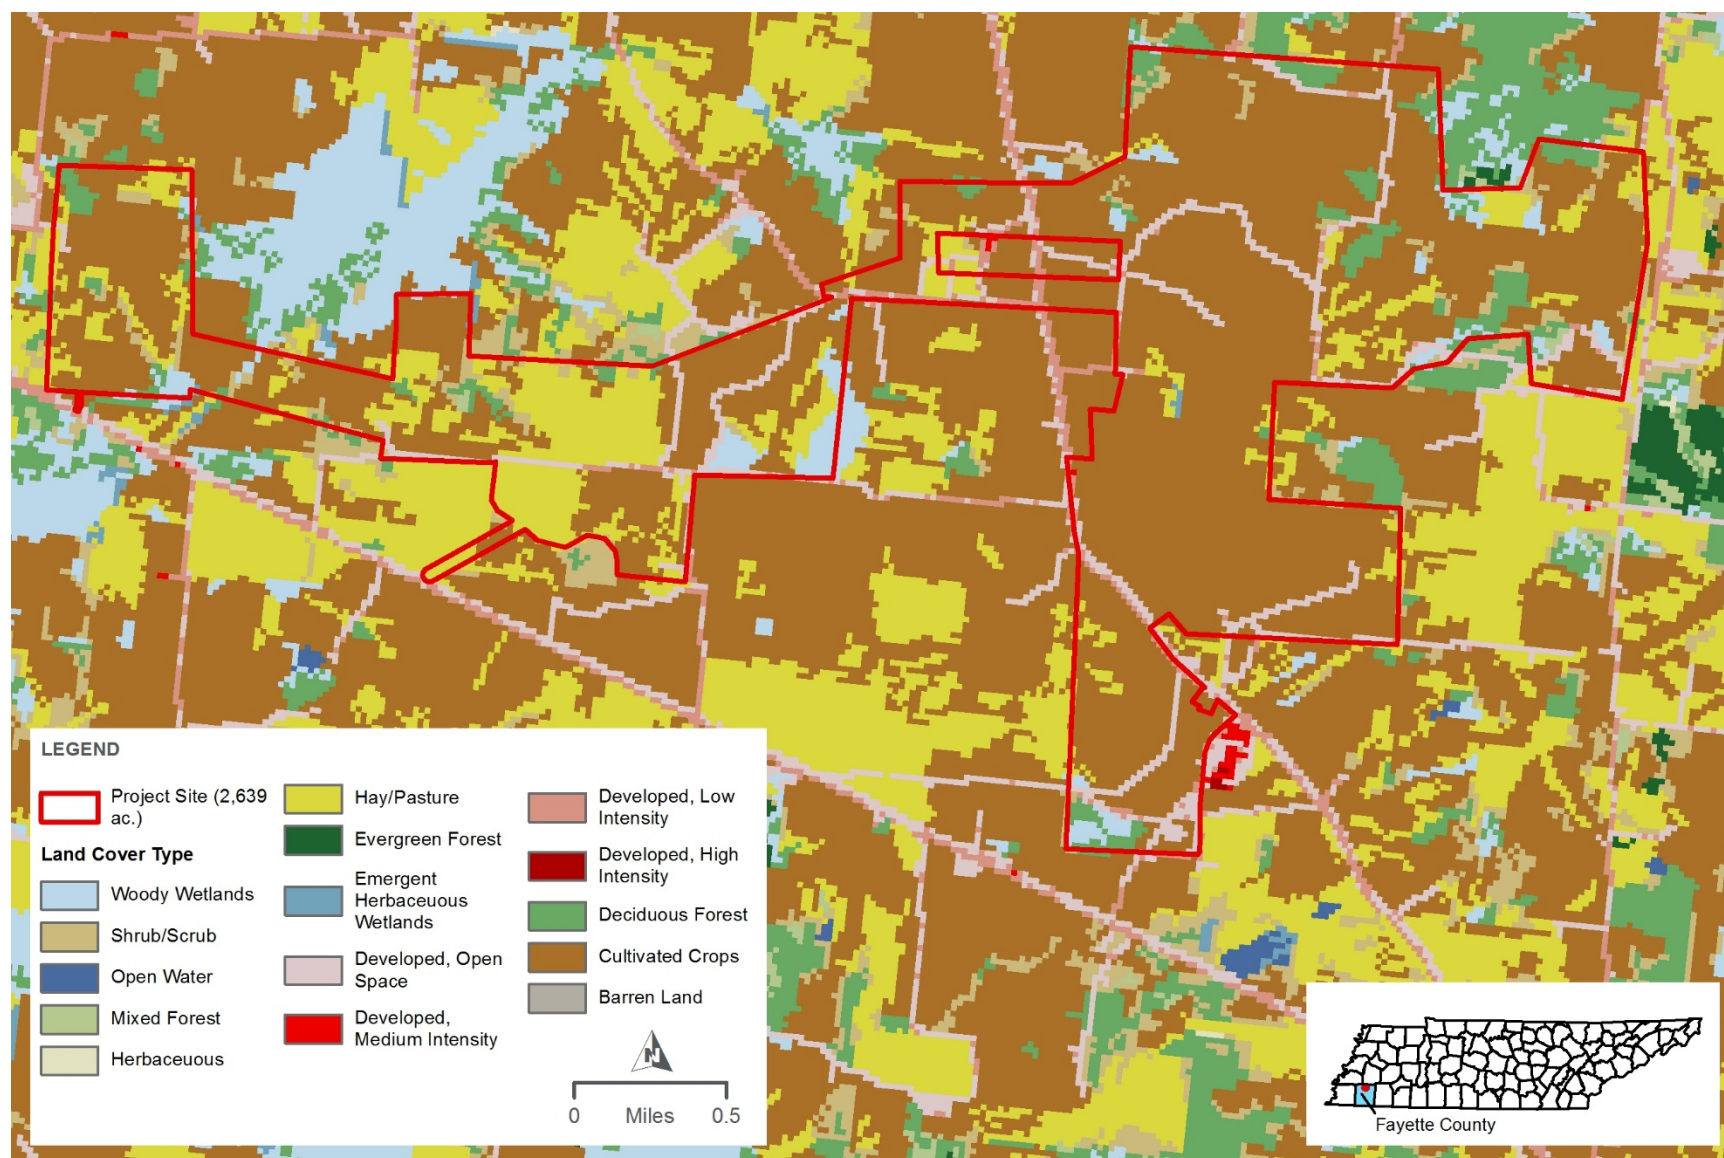 LEGEND
Project Site (2,639
ac.)
Land Cover Type
Woody Wetlands
Shrub/Scrub
Open Water
Mixed Forest
Herbaceuous
Hay/Pasture
Evergreen Forest
Emergent
Herbaceuous
Wetlands
Developed, Open
Space
Developed,
Medium Intensity
Developed, Low
Intensity
Developed, High
Intensity
Deciduous Forest
Cultivated Crops
Barren Land
N
0 Miles 0.5
Fayette County